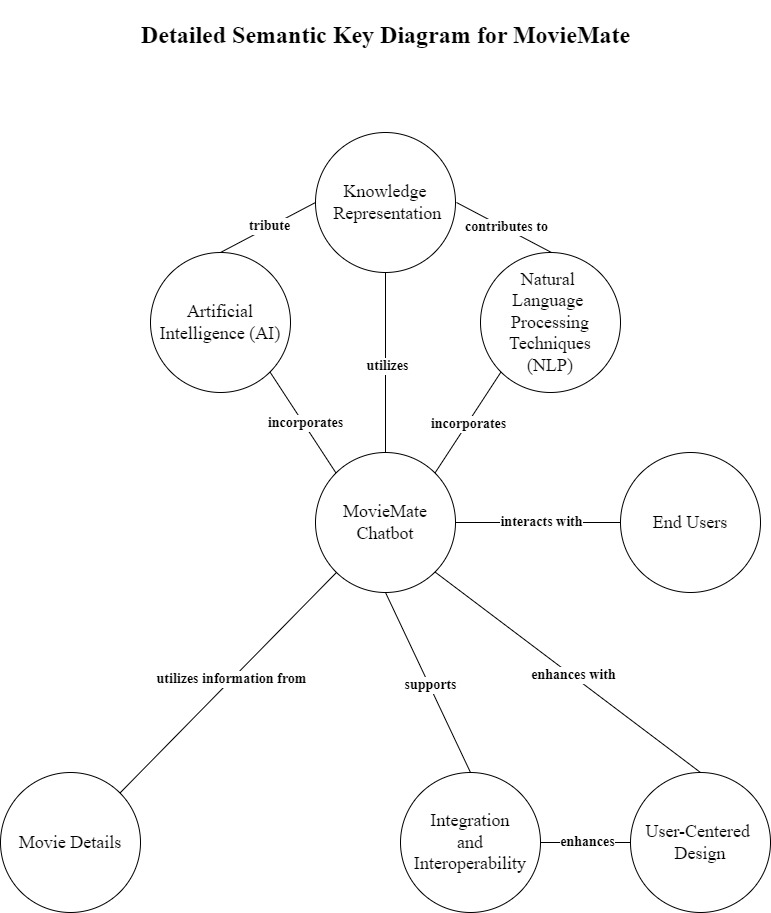 Detailed Semantic Key Diagram for MovieMate
Knowledge
Representation
tribute
contributes to
Artificial
Intelligence (AI)
Natural
Language
Processing
Techniques
(NLP)
utilizes
incorporates
incorporates
MovieMate
Chatbot
interacts with
End Users
utilizes information from
supports
enhances with
Movie Details
Integration
and
Interoperability
enhances
User-Centered
Design